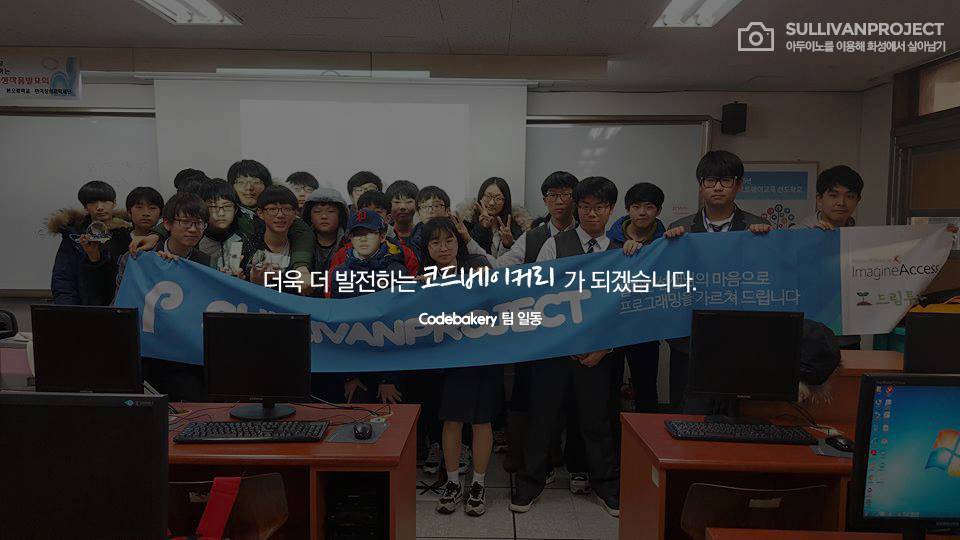 SULLIVANPROJECT
아두이노를 이용해 화성에서 살아남기
더욱 더 발전하는 코드베이커리 가 되겠습니다.
Codebakery 팀 일동
의 마음으로
프로그래밍을 가르쳐 드립니다
VANPROJECT
ImagineAccess
드림